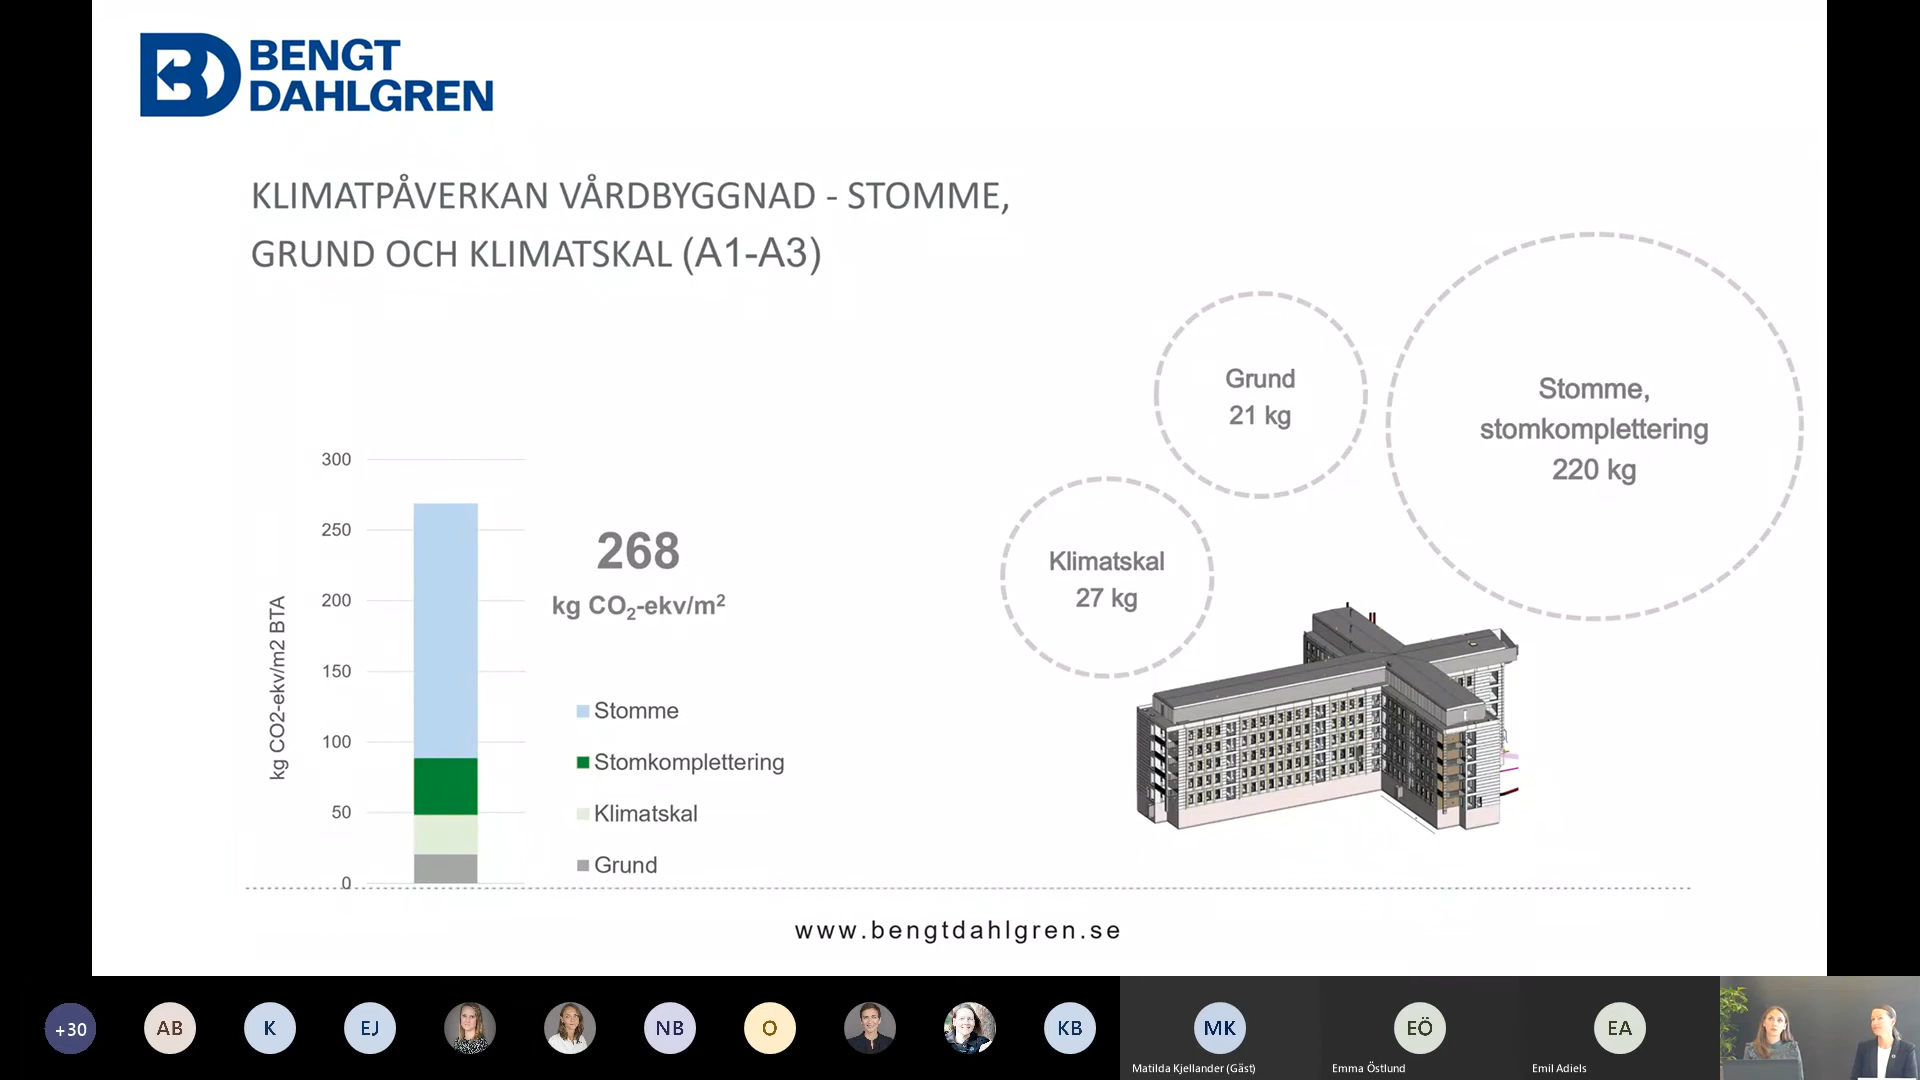 BENGT
DAHLGREN
KLIMATPÅVERKAN VÅRDBYGGNAD - STOMME,
GRUND OCH KLIMATSKAL (A1-A3)
Grund
21 kg
Stomme,
stomkomplettering
220 kg
Klimatskal
27 kg
kg CO2-ekv/m2 BTA
300
250
200
150
100
50
0
268
kg CO₂-ekv/m²
Stomme
Stomkomplettering
Klimatskal
Grund
www.bengtdahlgren.se
+30
AB
K
EJ
NB
O
KB
MK
EÖ
EA
Matilda Kjellander (Gäst)
Emma Östlund
Emil Adiels